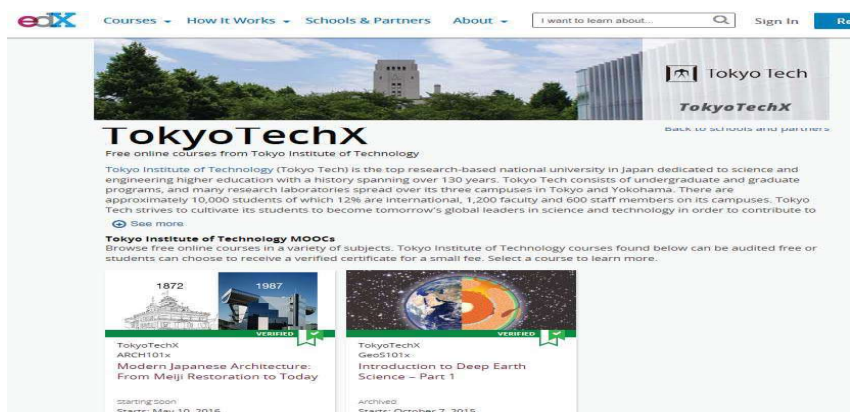 edX Courses How It Works Schools & Partners About I want to learn about... Sign In Re
Tokyo Tech
TokyoTechX
TokyoTechX
Back to schools and partners
Free online courses from Tokyo Institute of Technology
Tokyo Institute of Technology (Tokyo Tech) is the top research-based national university in Japan dedicated to science and
engineering higher education with a history spanning over 130 years. Tokyo Tech consists of undergraduate and graduate
programs, and many research laboratories spread over its three campuses in Tokyo and Yokohama. There are
approximately 10,000 students of which 12% are international, 1,200 faculty and 600 staff members on its campuses. Tokyo
Tech strives to cultivate its students to become tomorrow's global leaders in science and technology in order to contribute to
See more
Tokyo Institute of Technology MOOCs
Browse free online courses in a variety of subjects. Tokyo Institute of Technology courses found below can be audited free or
students can choose to receive a verified certificate for a small fee. Select a course to learn more.
1872 1987
VERIFIED
TokyoTechX
ARCH101x
Modern Japanese Architecture:
From Meiji Restoration to Today
Starting Soon
Starts: May 10, 2016
VERIFIED
TokyoTechX
GeoS101x
Introduction to Deep Earth
Science – Part 1
Archived
Starts: October 7, 2015